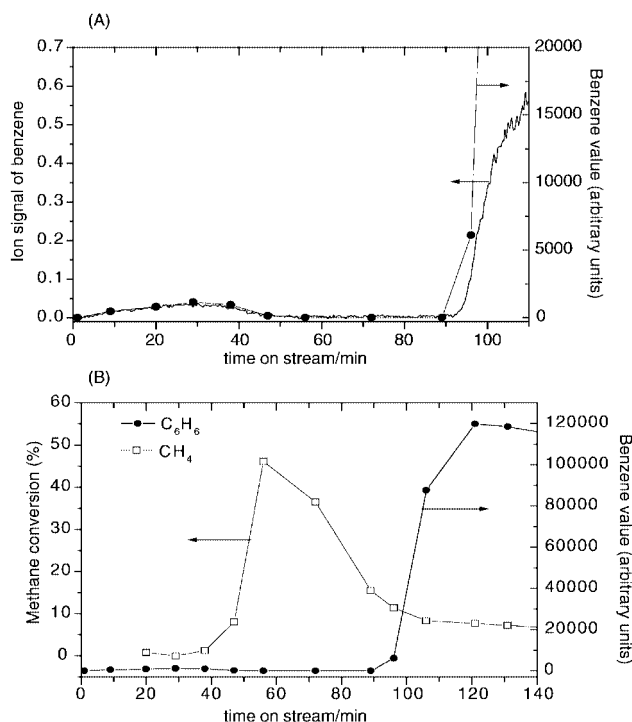 (A)
Ion signal of benzene
0.7
0.6
0.5
0.4
0.3
0.2
0.1
0.0
20000
15000
10000
5000
0
Benzene value (arbitrary units)
0 20 40 60 80 100
time on stream/min
(B)
Methane conversion (%)
60
50
40
30
20
10
0
C6H6
CH4
120000
100000
80000
60000
40000
20000
0
Benzene value (arbitrary units)
0 20 40 60 80 100 120 140
time on stream/min